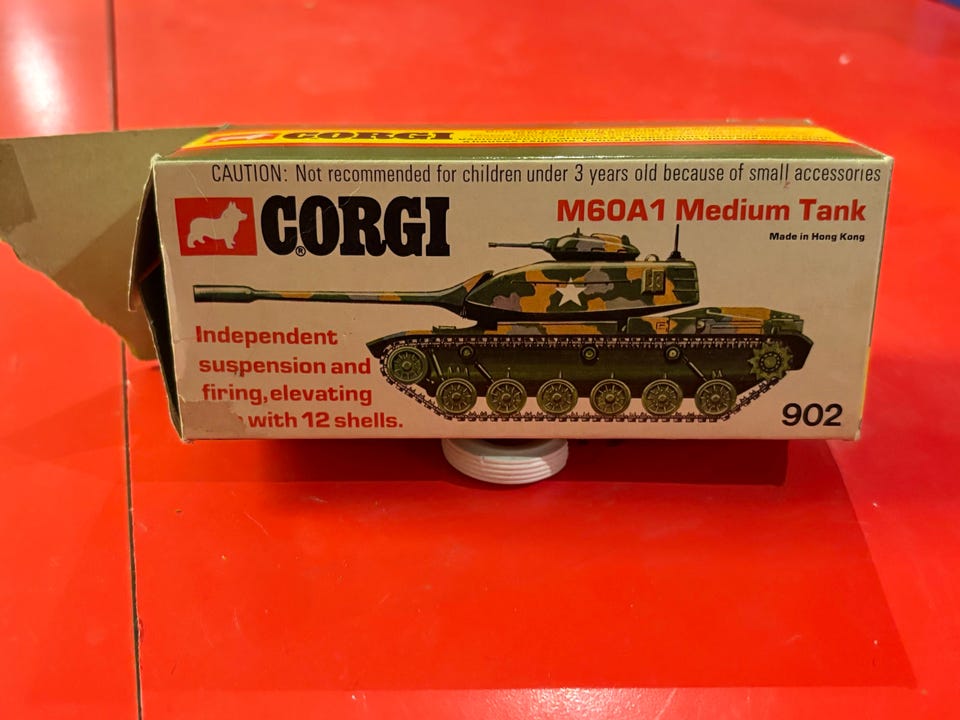 CORGI
CAUTION: Not recommended for children under 3 years old because of small accessories
CORGI®
M60A1 Medium Tank
Made in Hong Kong
Independent
suspension and
firing, elevating
with 12 shells.
902